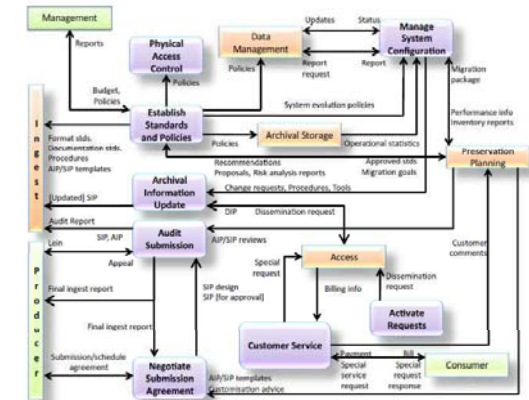 Management
Reports
Budget,
Policies
Physical
Access
Control
Policies
Data
Management
Policies
Updates
Status
Report
request
Report
Manage
System
Configuration
Migration
package
System evolution policies
Performance info
Inventory reports
Establish
Standards
and Policies
Policies
Archival Storage
Operational statistics
Ingest
Format stds.
Documentation stds.
Procedures
AIP/SIP templates
Recommendations
Proposals, Risk analysis reports
Approved stds
Migration goals
Preservation
Planning
Archival
Information
Update
Change requests, Procedures, Tools
[Updated] SIP
DIP
Dissemination request
Audit Report
SIP, AIP
Audit
Submission
AIP/SIP reviews
Customer
comments
Lein
Appeal
Special
request
Access
Dissemination
request
Producer
Final ingest report
SIP design
SIP [for approval]
Billing info
Activate
Requests
Final ingest report
Customer Service
Submission/schedule
agreement
Negotiate
Submission
Agreement
AIP/SIP templates
Customisation advice
Payment
Special
service
request
Bill
Special
request
response
Consumer